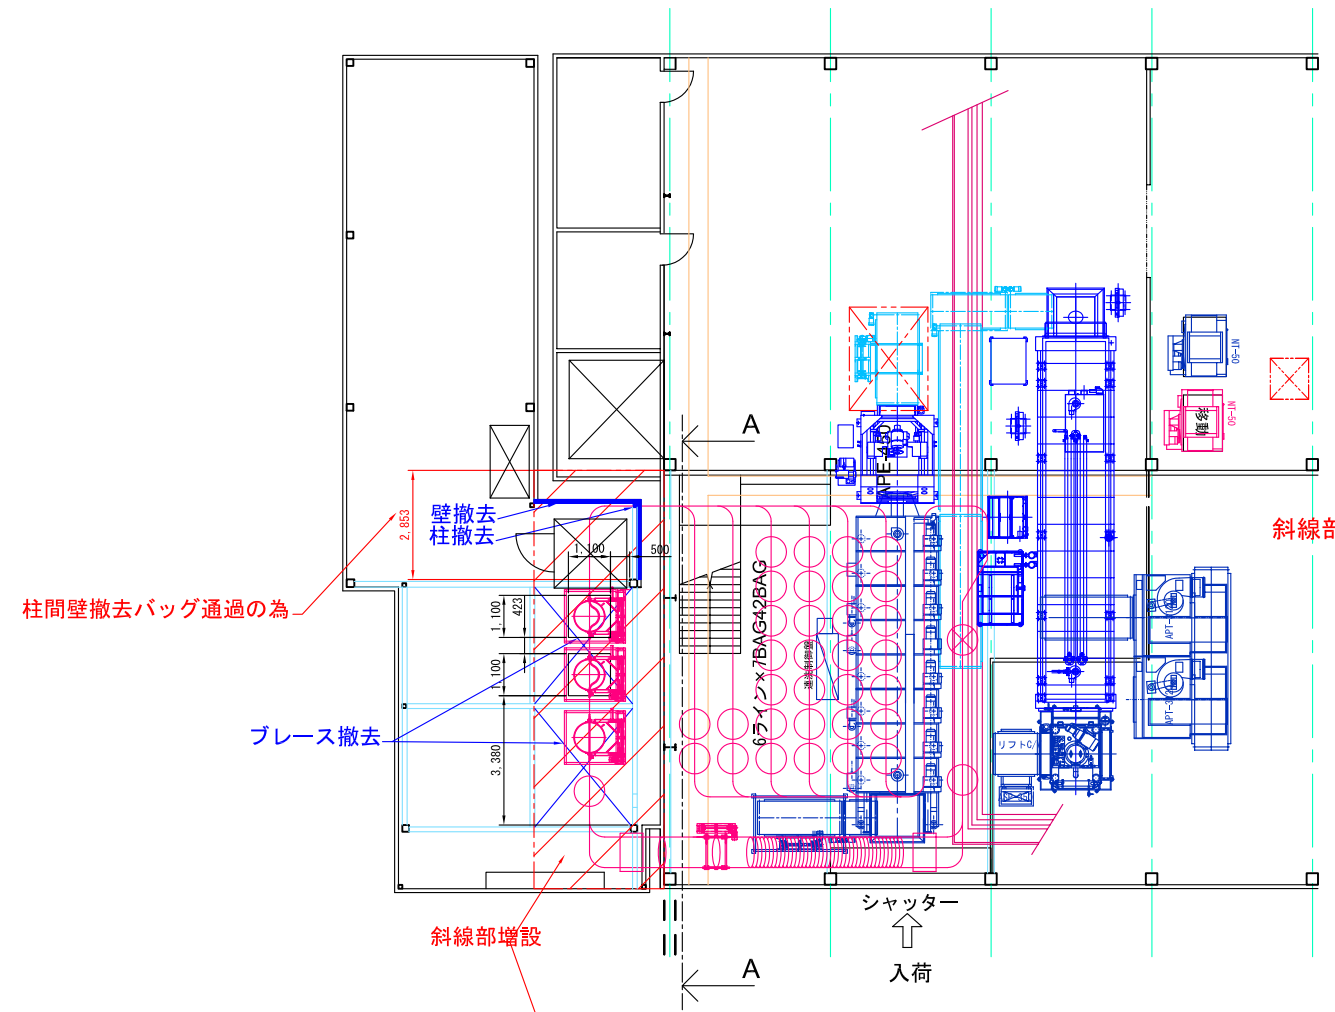 NT-50
NT-50
移動
A
APE-430
2,853
壁撤去
柱撤去
斜線部
1,100
500
柱間壁撤去バッグ通過の為
1,100
423
1,100
6ライン×7BAG42BAG
ブレース撤去
3,380
リフトC/
シャッター
斜線部増設
入荷
A